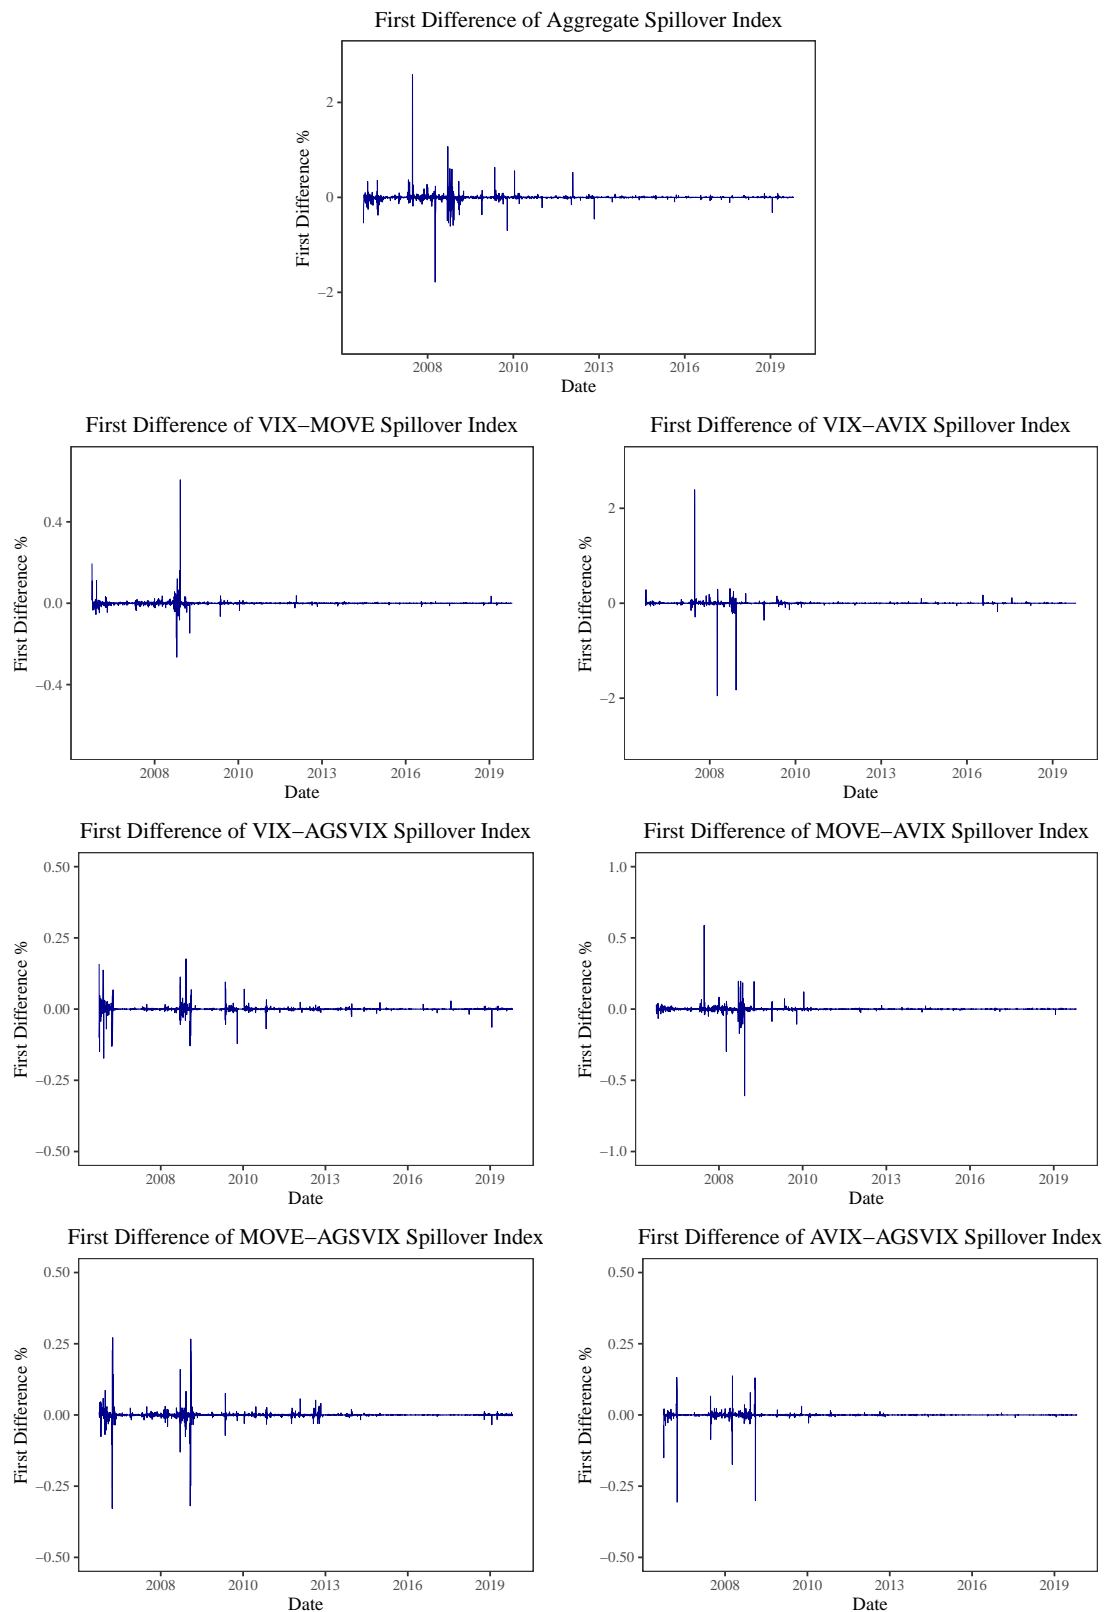 First Difference of Aggregate Spillover Index
First Difference %
2
0
−2
2008 2010 2013 2016 2019
Date
First Difference of VIX−MOVE Spillover Index
First Difference %
0.4
0.0
−0.4
2008 2010 2013 2016 2019
Date
First Difference of VIX−AVIX Spillover Index
First Difference %
2
0
−2
2008 2010 2013 2016 2019
Date
First Difference of VIX−AGSVIX Spillover Index
First Difference %
0.50
0.25
0.00
−0.25
−0.50
2008 2010 2013 2016 2019
Date
First Difference of MOVE−AVIX Spillover Index
First Difference %
1.0
0.5
0.0
−0.5
−1.0
2008 2010 2013 2016 2019
Date
First Difference of MOVE−AGSVIX Spillover Index
First Difference %
0.50
0.25
0.00
−0.25
−0.50
2008 2010 2013 2016 2019
Date
First Difference of AVIX−AGSVIX Spillover Index
First Difference %
0.50
0.25
0.00
−0.25
−0.50
2008 2010 2013 2016 2019
Date